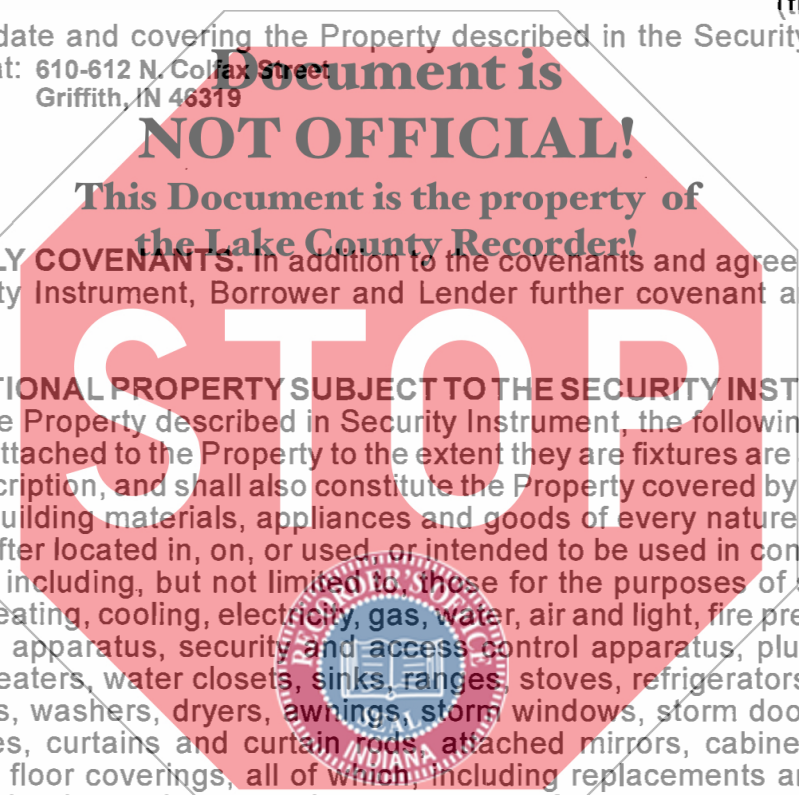 date and covering the Property described in the Security
at: 610-612 N. Colfax Street
Griffith, IN 46319
Document is
NOT OFFICIAL!
This Document is the property of
the Lake County Recorder!
LY COVENANTS. In addition to the covenants and agree
ty Instrument, Borrower and Lender further covenant a
STOP
TIONAL PROPERTY SUBJECT TO THE SECURITY INST
e Property described in Security Instrument, the followin
ttached to the Property to the extent they are fixtures are
cription, and shall also constitute the Property covered by
uilding materials, appliances and goods of every nature
fter located in, on, or used, or intended to be used in con
including, but not limited to, those for the purposes of
eating, cooling, electricity, gas, water, air and light, fire pre
apparatus, security and access control apparatus, plu
eaters, water closets, sinks, ranges, stoves, refrigerators
s, washers, dryers, awnings, storm windows, storm doo
es, curtains and curtain rods, attached mirrors, cabine
floor coverings, all of which, including replacements a
RECORDER'S OFFICE
SEAL
INDIANA